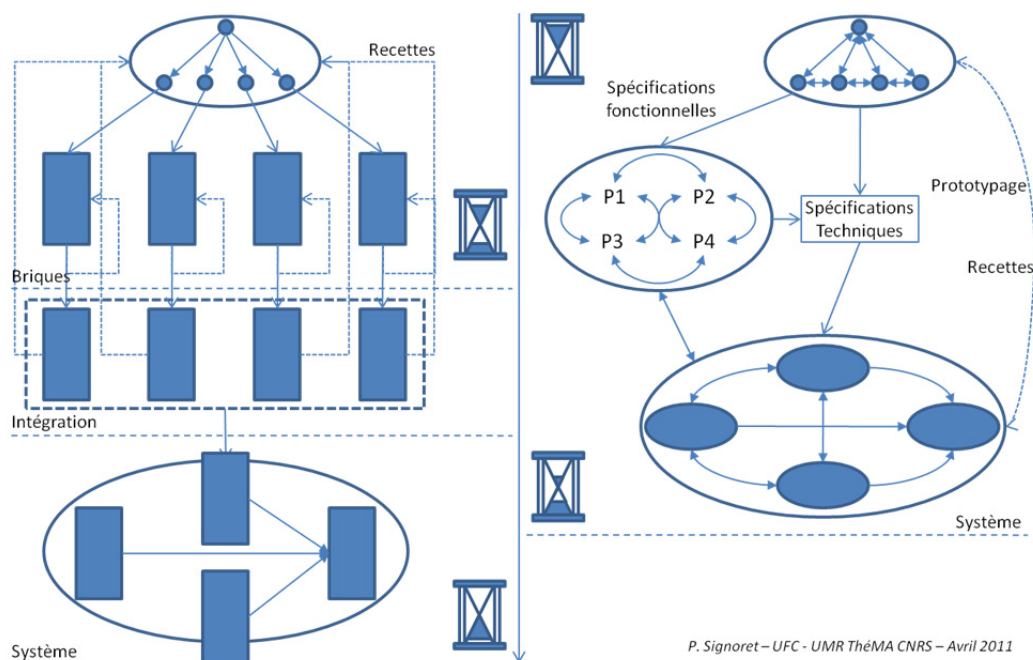 Recettes
Briques
Intégration
Système
Spécifications
fonctionnelles
P1
P2
P3
P4
Spécifications
Techniques
Prototypage
Recettes
Système
P. Signoret – UFC - UMR ThéMA CNRS – Avril 2011